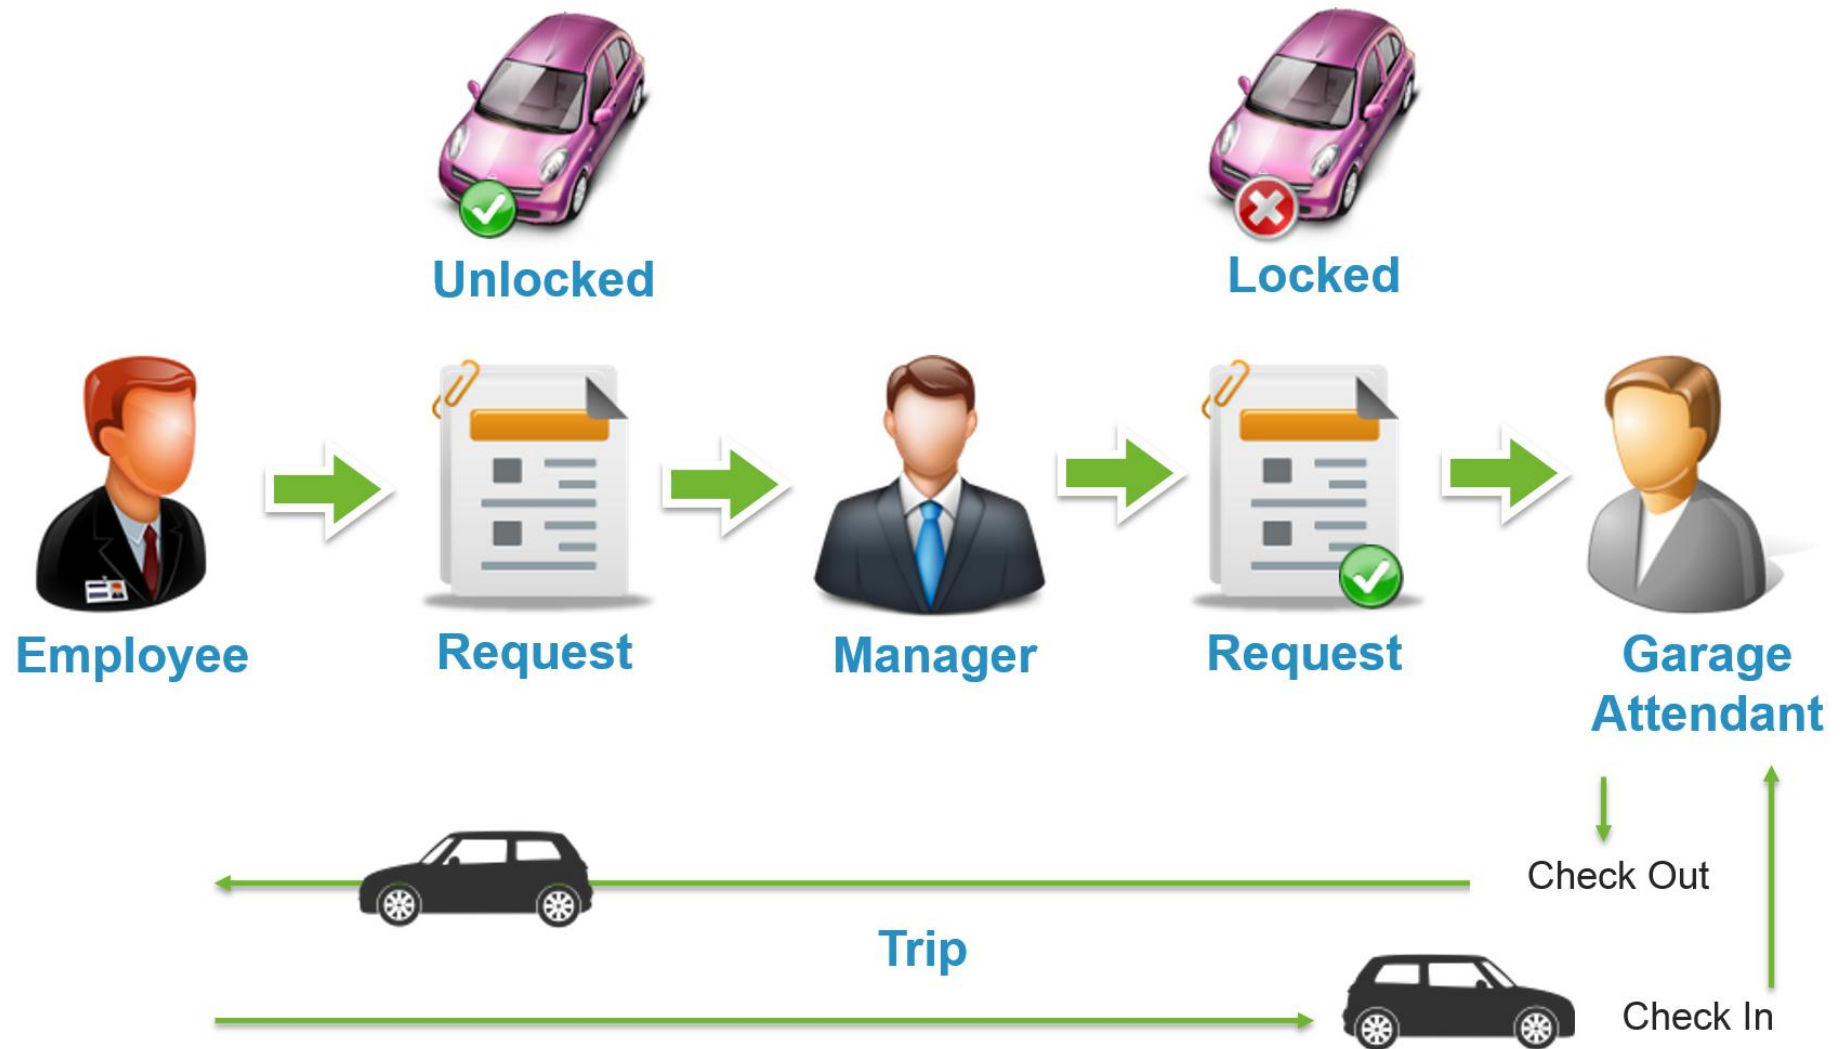 Unlocked
Locked
Employee
Request
Manager
Request
Garage
Attendant
Check Out
Trip
Check In